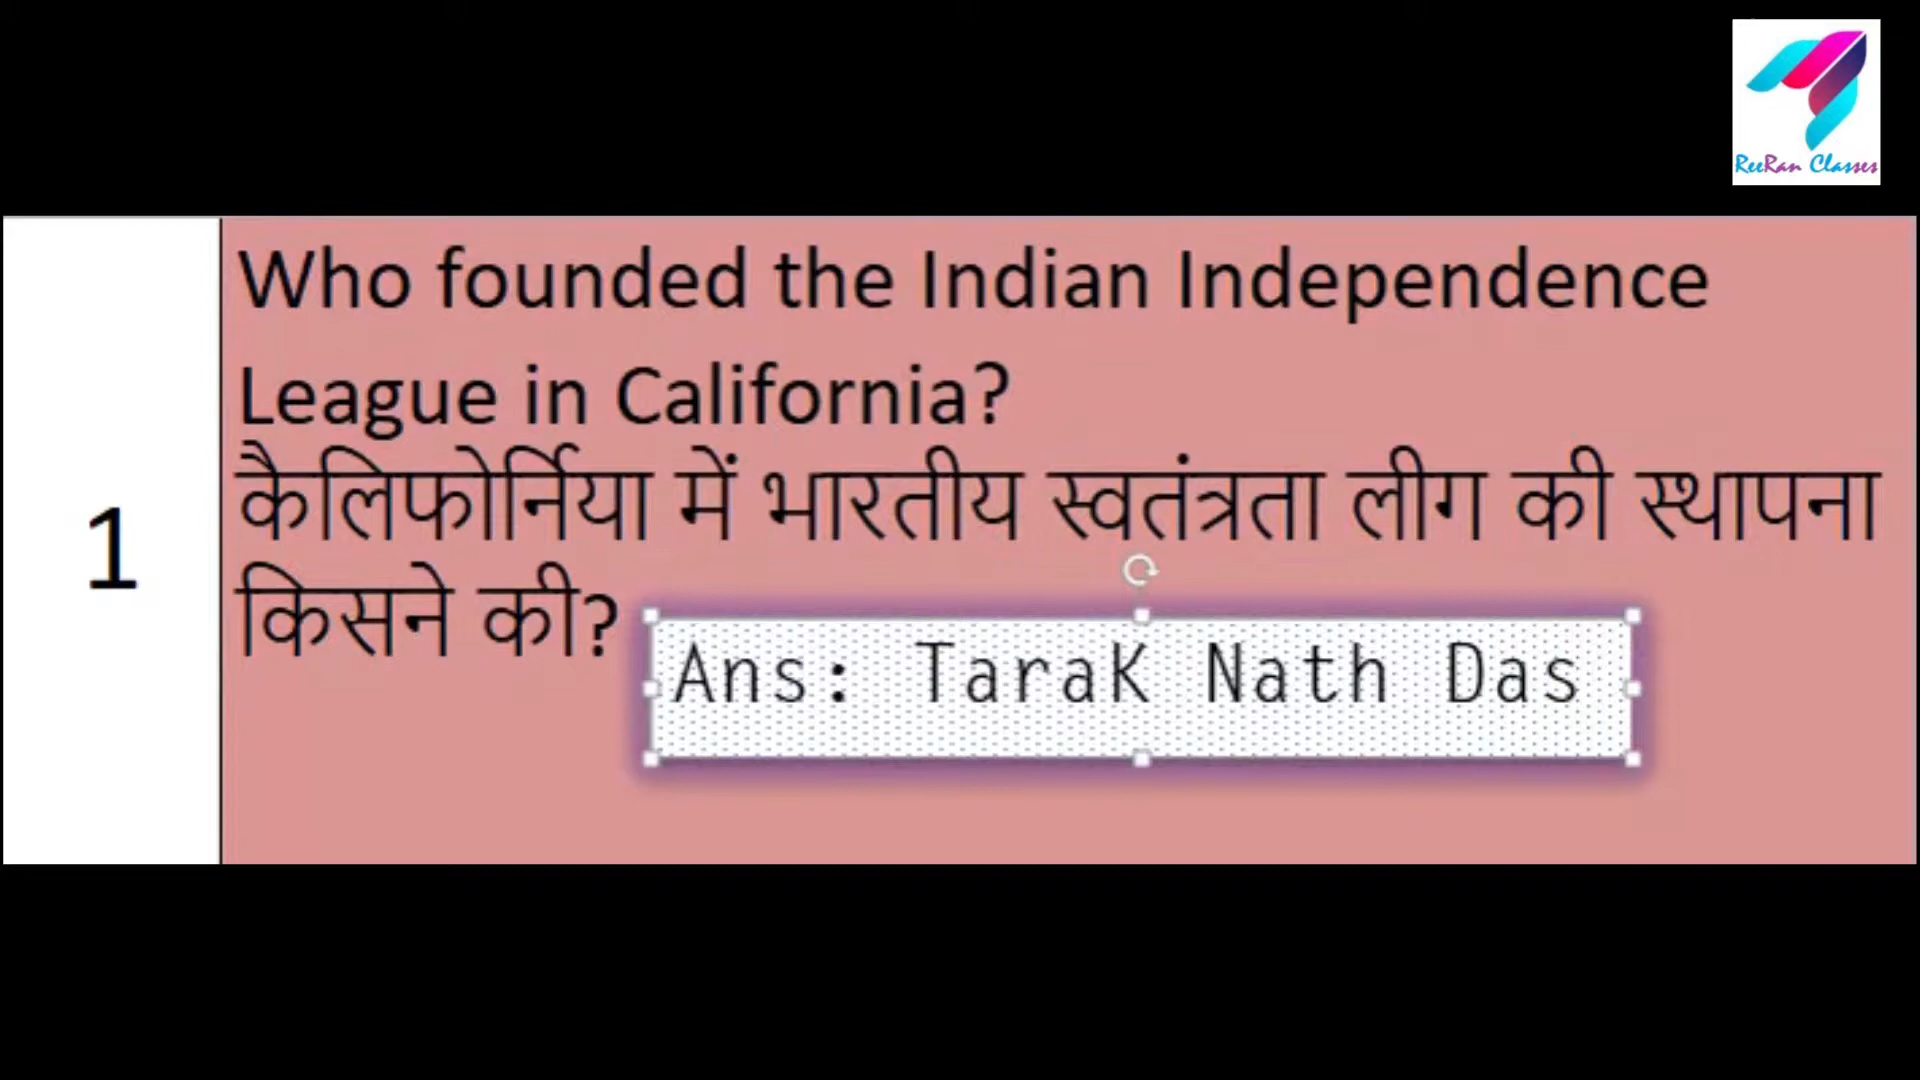 ReeRan Classes
Who founded the Indian Independence
League in California?
कैलिफोर्निया में भारतीय स्वतंत्रता लीग की स्थापना
1
किसने की?
Ans: TaraK Nath Das